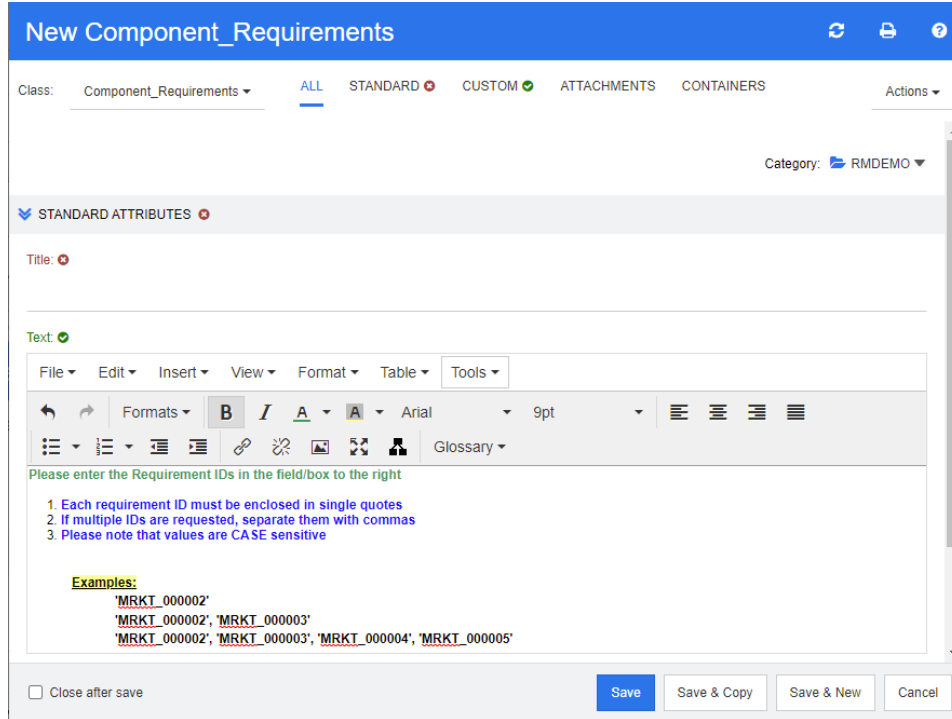 New Component_Requirements
Class: Component_Requirements ALL STANDARD CUSTOM ATTACHMENTS CONTAINERS Actions
Category: RMDEMO
STANDARD ATTRIBUTES
Title:
Text:
File Edit Insert View Format Table Tools
Formats B I A A Arial 9pt
Glossary
Please enter the Requirement IDs in the field/box to the right
1. Each requirement ID must be enclosed in single quotes
2. If multiple IDs are requested, separate them with commas
3. Please note that values are CASE sensitive
Examples:
'MRKT_000002'
'MRKT_000002', 'MRKT_000003'
'MRKT_000002', 'MRKT_000003', 'MRKT_000004', 'MRKT_000005'
Close after save Save Save & Copy Save & New Cancel